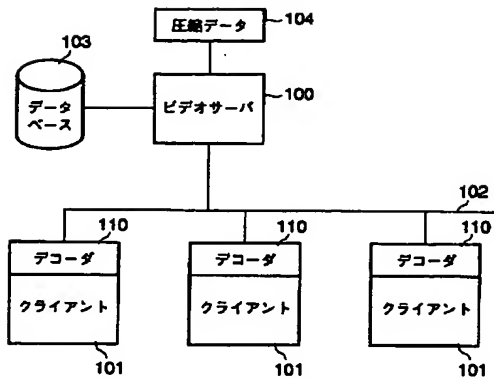 圧縮データ
104
103
データ
ベース
ビデオサーバ
100
102
110
110
110
デコーダ
デコーダ
デコーダ
クライアント
クライアント
クライアント
101
101
101